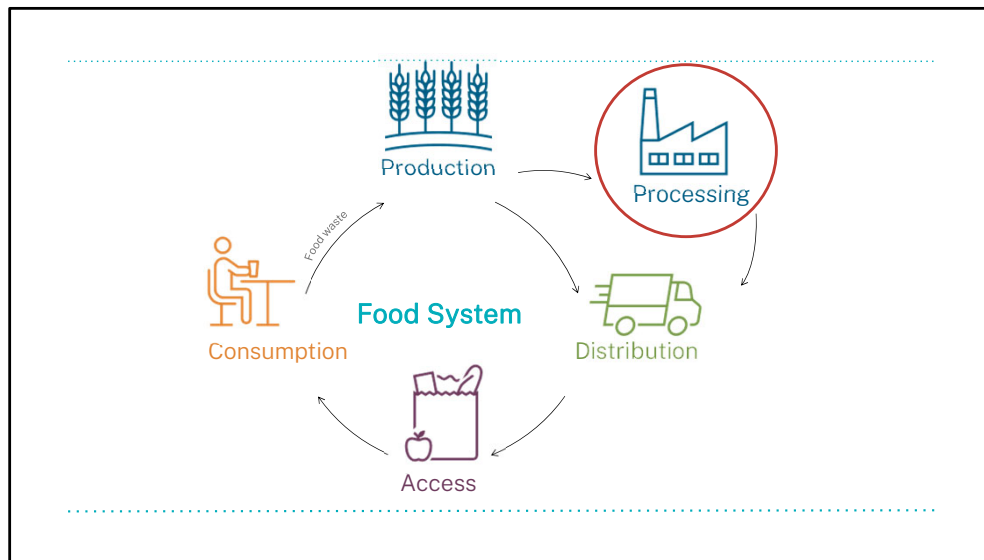 Production
Processing
Food waste
Food System
Consumption
Distribution
Access